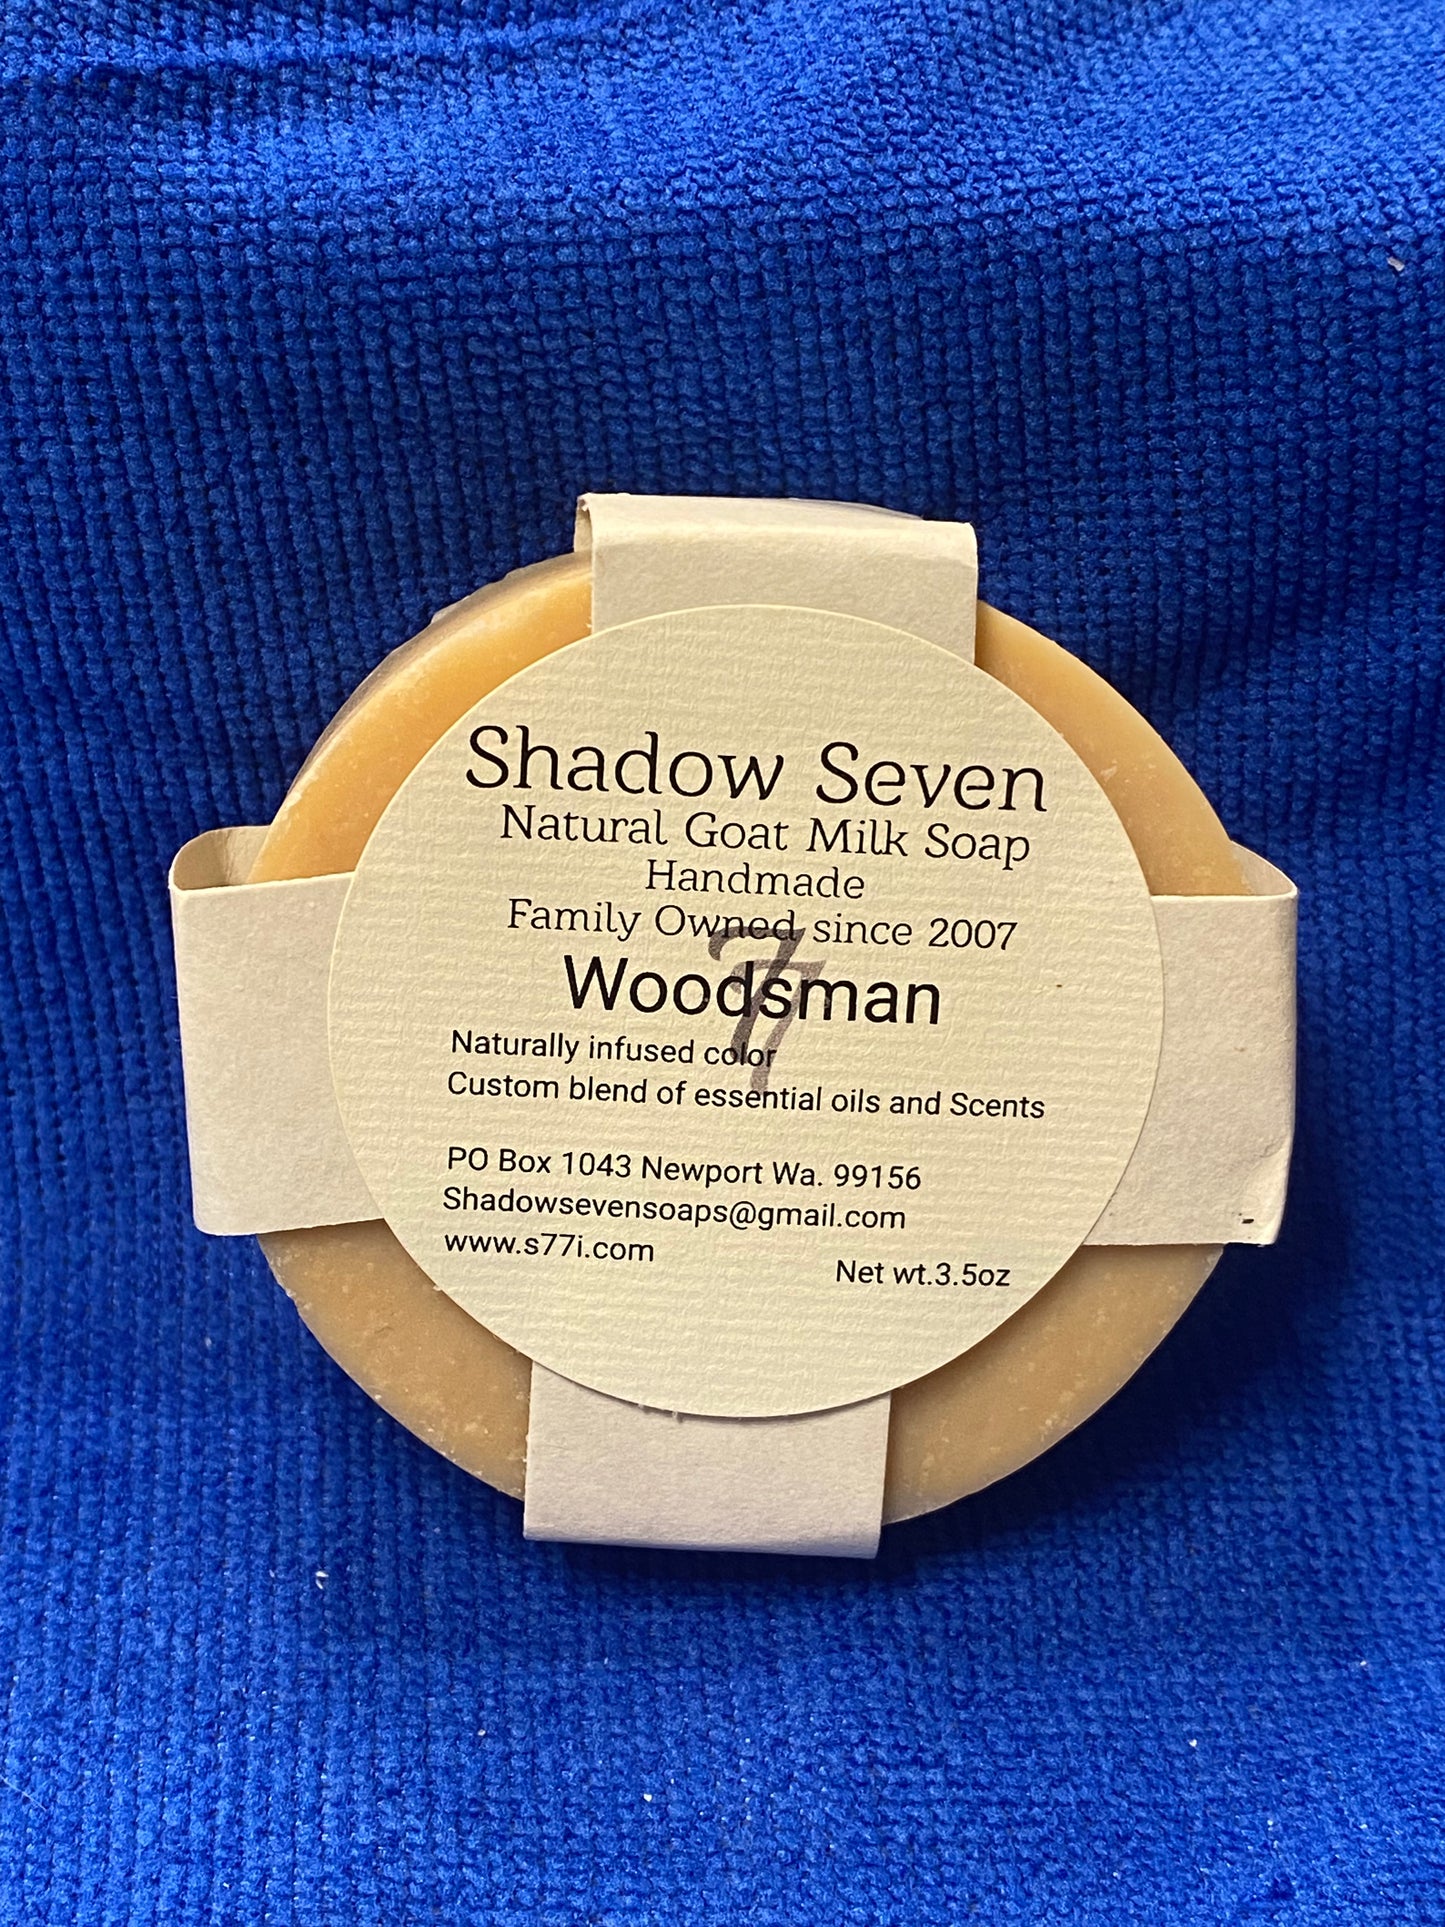 Shadow Seven
Natural Goat Milk Soap
Handmade
Family Owned since 2007
77
Woodsman
Naturally infused color
Custom blend of essential oils and Scents
PO Box 1043 Newport Wa. 99156
Shadowsevensoaps@gmail.com
www.s77i.com
Net wt.3.5oz